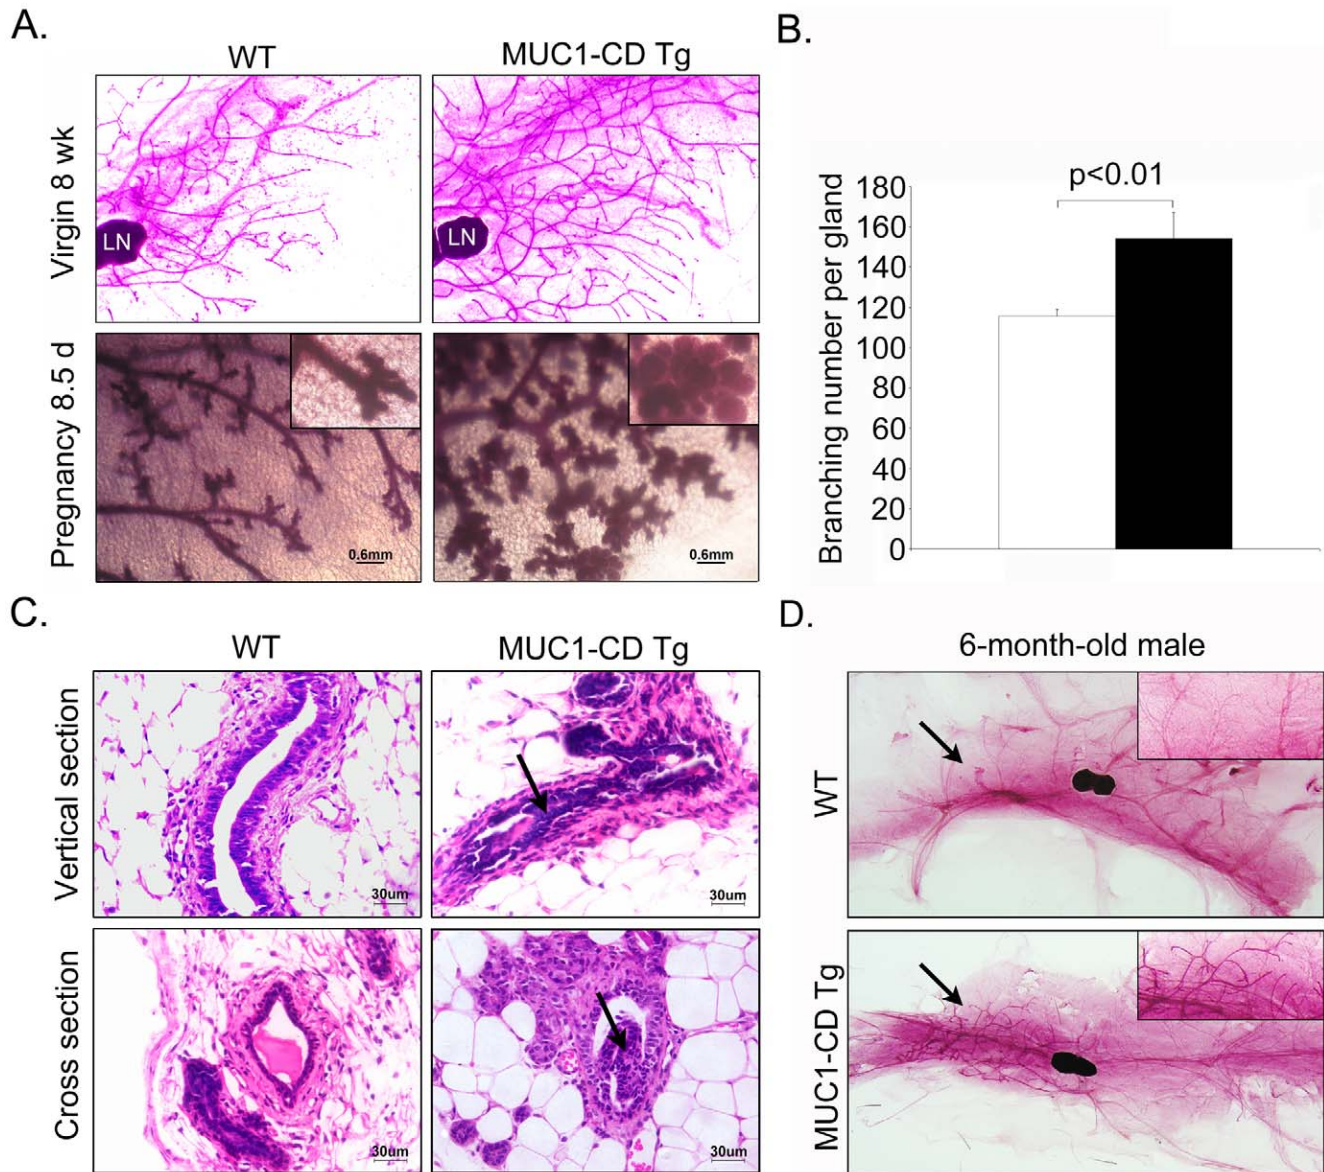 A.
WT
MUC1-CD Tg
Virgin 8 wk
LN
LN
Pregnancy 8.5 d
0.6mm
0.6mm
B.
Branching number per gland
p<0.01
180
160
140
120
100
80
60
40
20
0
C.
WT
MUC1-CD Tg
Vertical section
30um
30um
Cross section
30um
30um
D.
6-month-old male
WT
MUC1-CD Tg